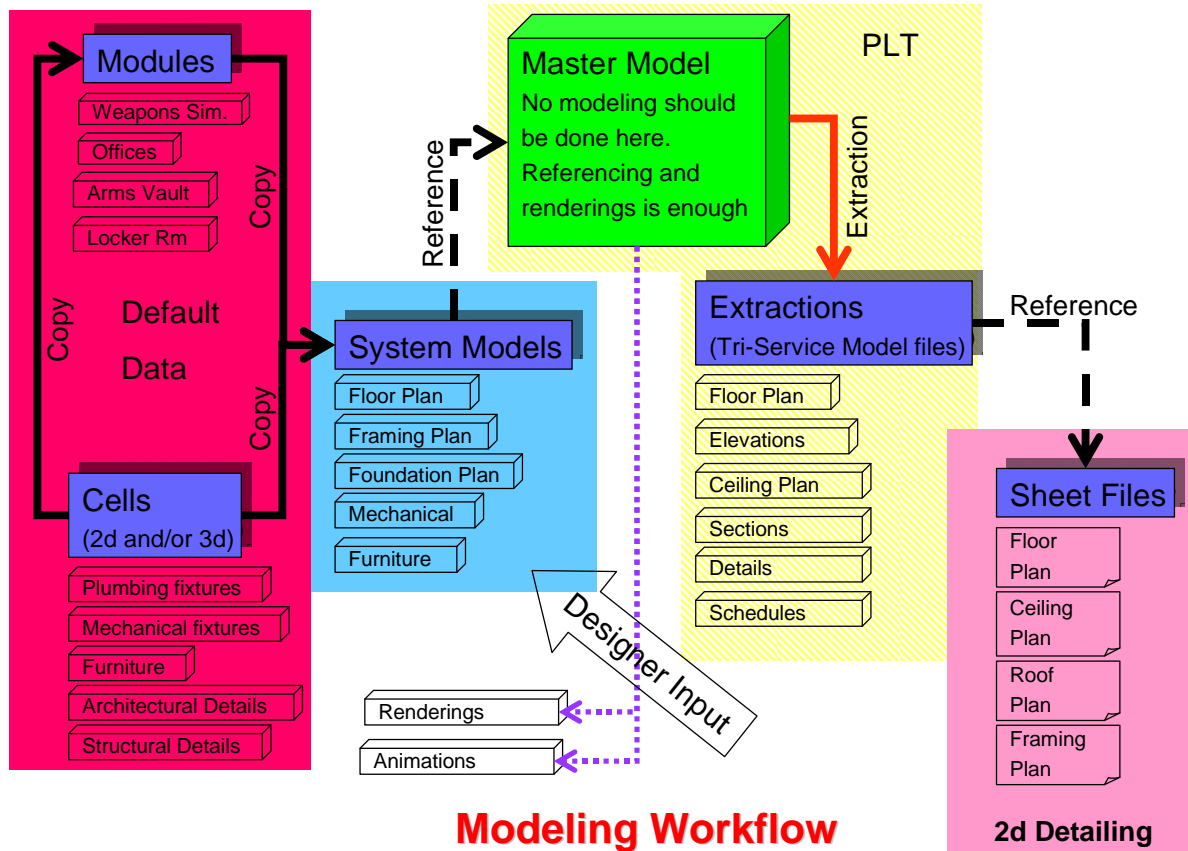 Modules
Weapons Sim.
Offices
Arms Vault
Locker Rm
Copy
Copy
Default
Data
Copy
Cells
(2d and/or 3d)
Plumbing fixtures
Mechanical fixtures
Furniture
Architectural Details
Structural Details
System Models
Floor Plan
Framing Plan
Foundation Plan
Mechanical
Furniture
Reference
Master Model
No modeling should
be done here.
Referencing and
renderings is enough
PLT
Extraction
Extractions
(Tri-Service Model files)
Floor Plan
Elevations
Ceiling Plan
Sections
Details
Schedules
Reference
Sheet Files
Floor
Plan
Ceiling
Plan
Roof
Plan
Framing
Plan
2d Detailing
Designer Input
Renderings
Animations
Modeling Workflow